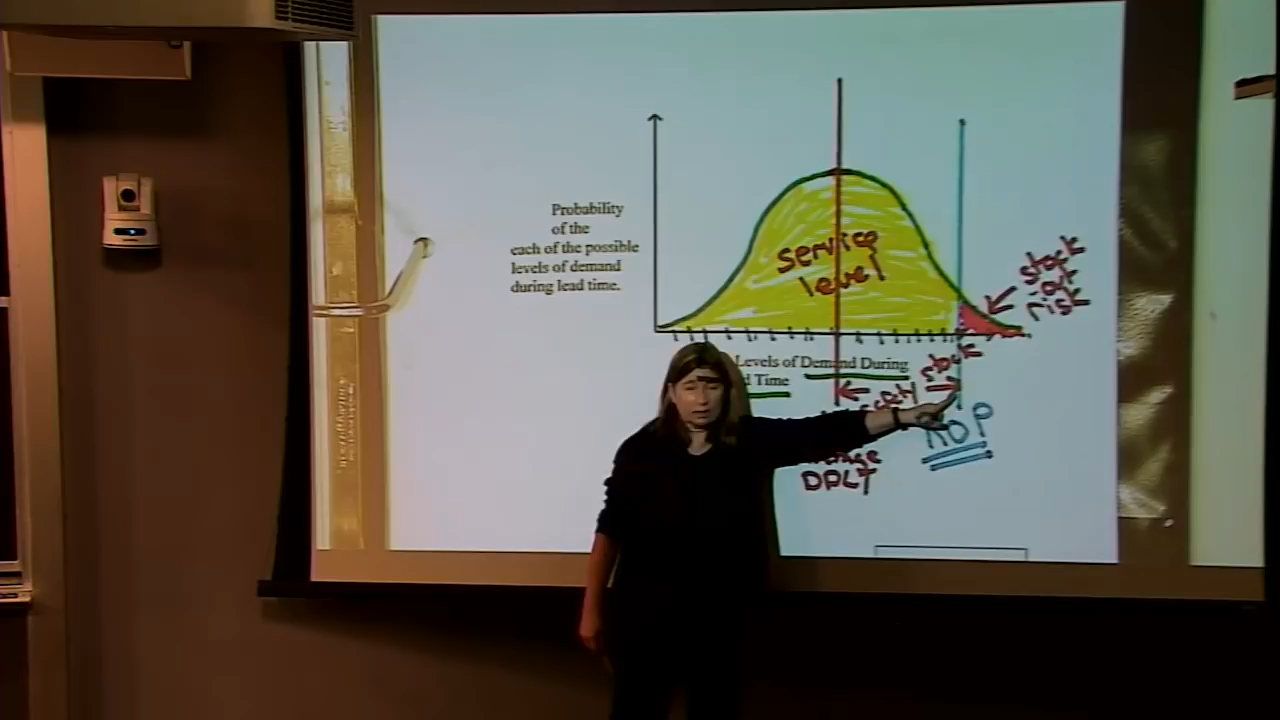 Probability
of the
each of the possible
levels of demand
during lead time.
service
level
stock
out
risk
Levels of Demand During
Time
safety stock
ROP
DDLT